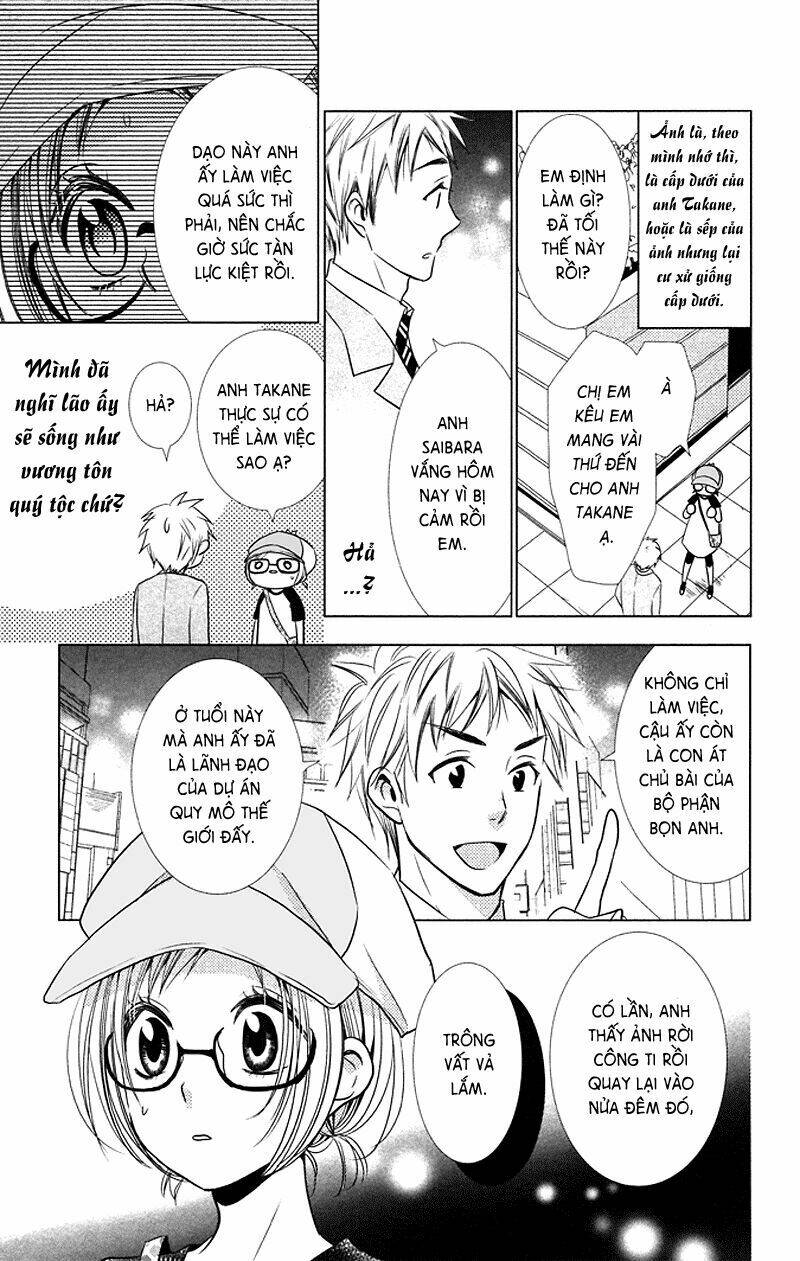 Ảnh là, theo
mình nhớ thì,
là cấp dưới của
anh Takane,
hoặc là sếp của
ảnh nhưng lại
cư xử giống
cấp dưới.
EM ĐỊNH
LÀM GÌ?
ĐÃ TỐI
THẾ NÀY
RỒI?
À
CHỊ EM
KÊU EM
MANG VÀI
THỨ ĐẾN
CHO ANH
TAKANE
Ạ.
ANH
SAIBARA
VẮNG HÔM
NAY VÌ BỊ
CẢM RỒI
EM.
Hả
...?
DẠO NÀY ANH
ẤY LÀM VIỆC
QUÁ SỨC THÌ
PHẢI, NÊN CHẮC
GIỜ SỨC TÀN
LỰC KIỆT RỒI.
ANH TAKANE
THỰC SỰ CÓ
THỂ LÀM VIỆC
SAO Ạ?
HẢ?
Mình đã
nghĩ lão ấy
sẽ sống như
vương tôn
quý tộc chứ?
KHÔNG CHỈ
LÀM VIỆC,
CẬU ẤY CÒN
LÀ CON ÁT
CHỦ BÀI CỦA
BỘ PHẬN
BỌN ANH.
Ở TUỔI NÀY
MÀ ANH ẤY ĐÃ
LÀ LÃNH ĐẠO
CỦA DỰ ÁN
QUY MÔ THẾ
GIỚI ĐẤY.
CÓ LẦN, ANH
THẤY ẢNH RỜI
CÔNG TI RỒI
QUAY LẠI VÀO
NỬA ĐÊM ĐÓ,
TRÔNG
VẤT VẢ
LẮM.